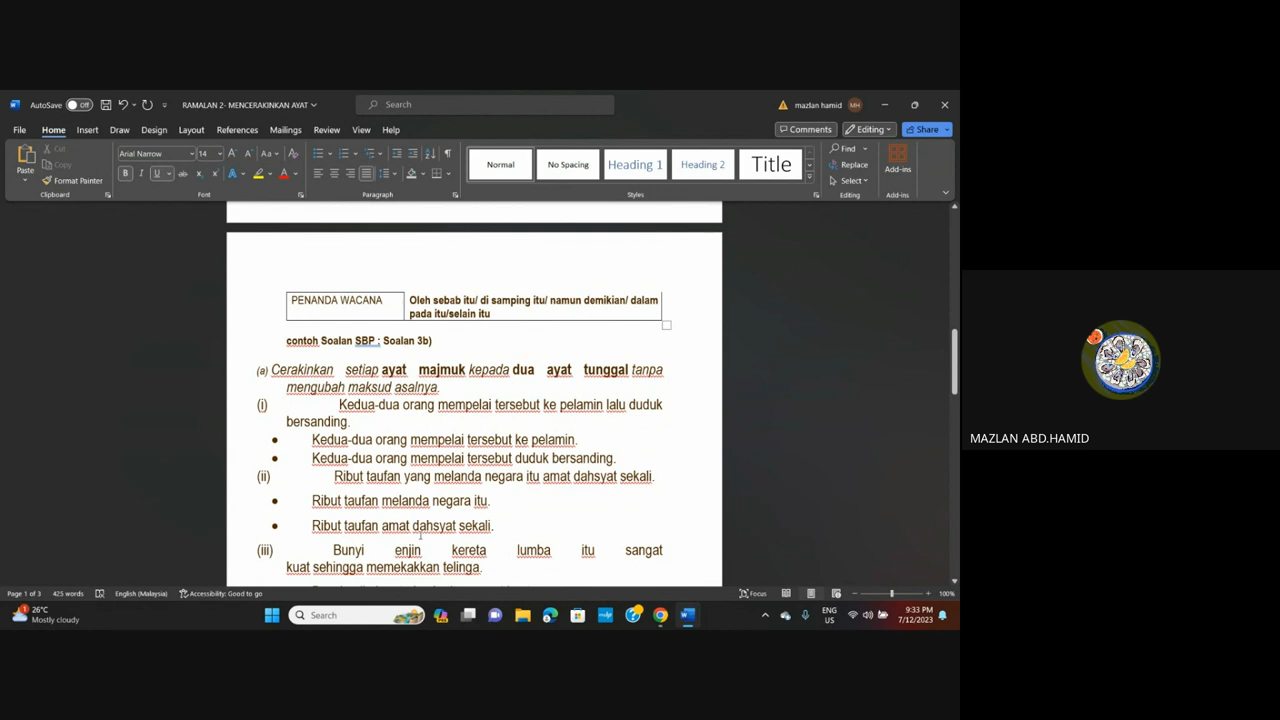 AutoSave Off RAMALAN 2- MENCERAKINKAN AYAT Search mazlan hamid MH
File Home Insert Draw Design Layout References Mailings Review View Help Comments Editing Share
Paste Cut Copy Format Painter
Arial Narrow 14
Normal No Spacing Heading 1 Heading 2 Title
Find Replace Select Add-ins
Clipboard Font Paragraph Styles Editing Add-ins
PENANDA WACANA Oleh sebab itu/ di samping itu/ namun demikian/ dalam
pada itu/selain itu
contoh Soalan SBP : Soalan 3b)
(a) Cerakinkan setiap ayat majmuk kepada dua ayat tunggal tanpa
mengubah maksud asalnya.
(i) Kedua-dua orang mempelai tersebut ke pelamin lalu duduk
bersanding.
• Kedua-dua orang mempelai tersebut ke pelamin.
• Kedua-dua orang mempelai tersebut duduk bersanding.
(ii) Ribut taufan yang melanda negara itu amat dahsyat sekali.
• Ribut taufan melanda negara itu.
• Ribut taufan amat dahsyat sekali.
(iii) Bunyi enjin kereta lumba itu sangat
kuat sehingga memekakkan telinga.
Page 1 of 3 425 words English (Malaysia) Accessibility: Good to go Focus 100%
26°C
Mostly cloudy
Search
ENG
US
9:33 PM
7/12/2023
MAZLAN ABD.HAMID